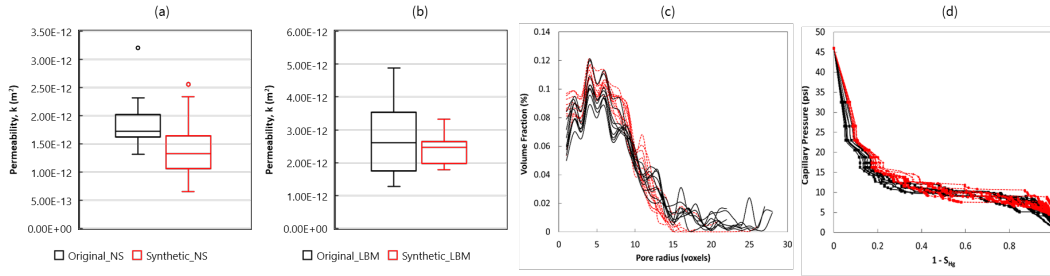 (a)
Permeability, k (m²)
3.50E-12
3.00E-12
2.50E-12
2.00E-12
1.50E-12
1.00E-12
5.00E-13
0.00E+00
Original_NS
Synthetic_NS
(b)
Permeability, k (m²)
6.00E-12
5.00E-12
4.00E-12
3.00E-12
2.00E-12
1.00E-12
0.00E+00
Original_LBM
Synthetic_LBM
(c)
Volume Fraction (%)
0.14
0.12
0.1
0.08
0.06
0.04
0.02
0
0 5 10 15 20 25 30
Pore radius (voxels)
(d)
Capillary Pressure (psi)
50
45
40
35
30
25
20
15
10
5
0
0 0.2 0.4 0.6 0.8
1 - S_Hg